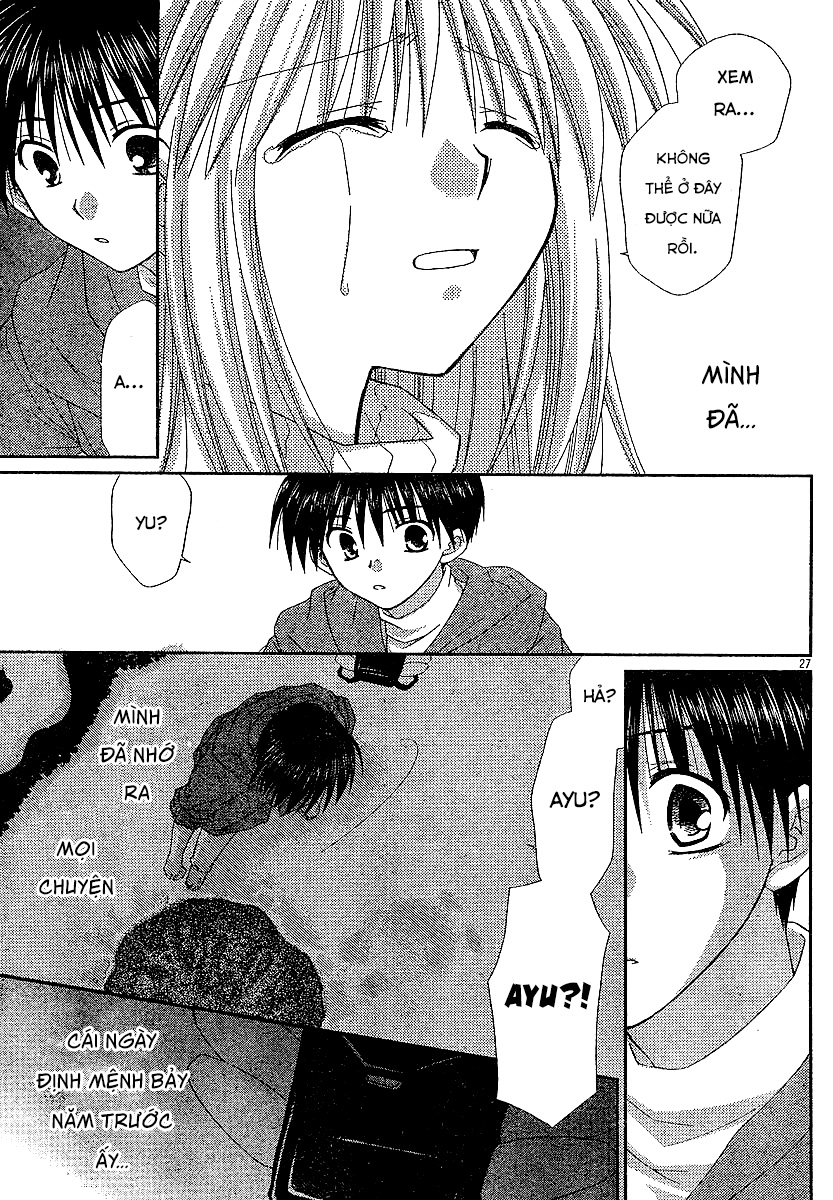 XEM
RA...
KHÔNG
THỂ Ở ĐÂY
ĐƯỢC NỮA
RỒI.
MÌNH
ĐÃ...
A...
YU?
27
HẢ?
AYU?
AYU?!
MÌNH
ĐÃ NHỚ
RA
MỌI
CHUYỆN
CÁI NGÀY
ĐỊNH MỆNH BẢY
NĂM TRƯỚC
ẤY...